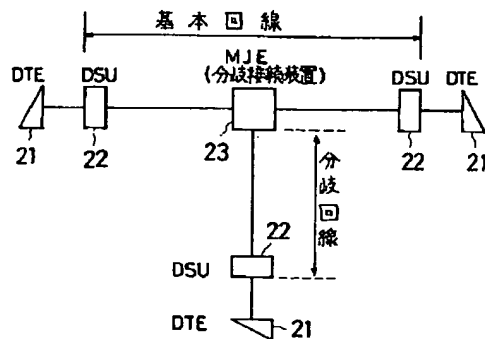 基本回線
MJE
(分岐接続装置)
DTE DSU DSU DTE
21 22 23 22 21
分岐回線
22
DSU
DTE 21